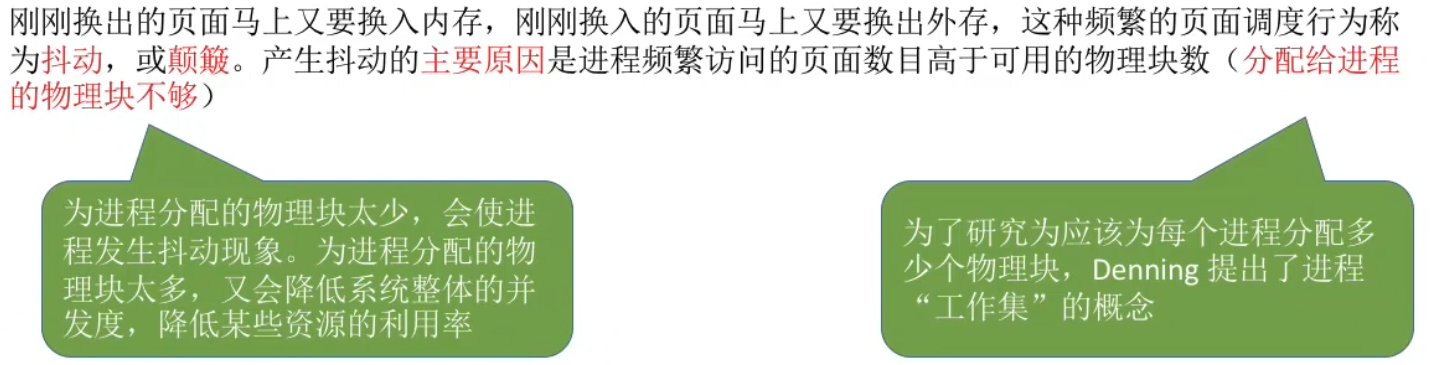 刚刚换出的页面马上又要换入内存，刚刚换入的页面马上又要换出外存，这种频繁的页面调度行为称
为抖动，或颠簸。产生抖动的主要原因是进程频繁访问的页面数目高于可用的物理块数（分配给进程
的物理块不够）
为进程分配的物理块太少，会使进
程发生抖动现象。为进程分配的物
理块太多，又会降低系统整体的并
发度，降低某些资源的利用率
为了研究为应该为每个进程分配多
少个物理块，Denning 提出了进程
“工作集”的概念